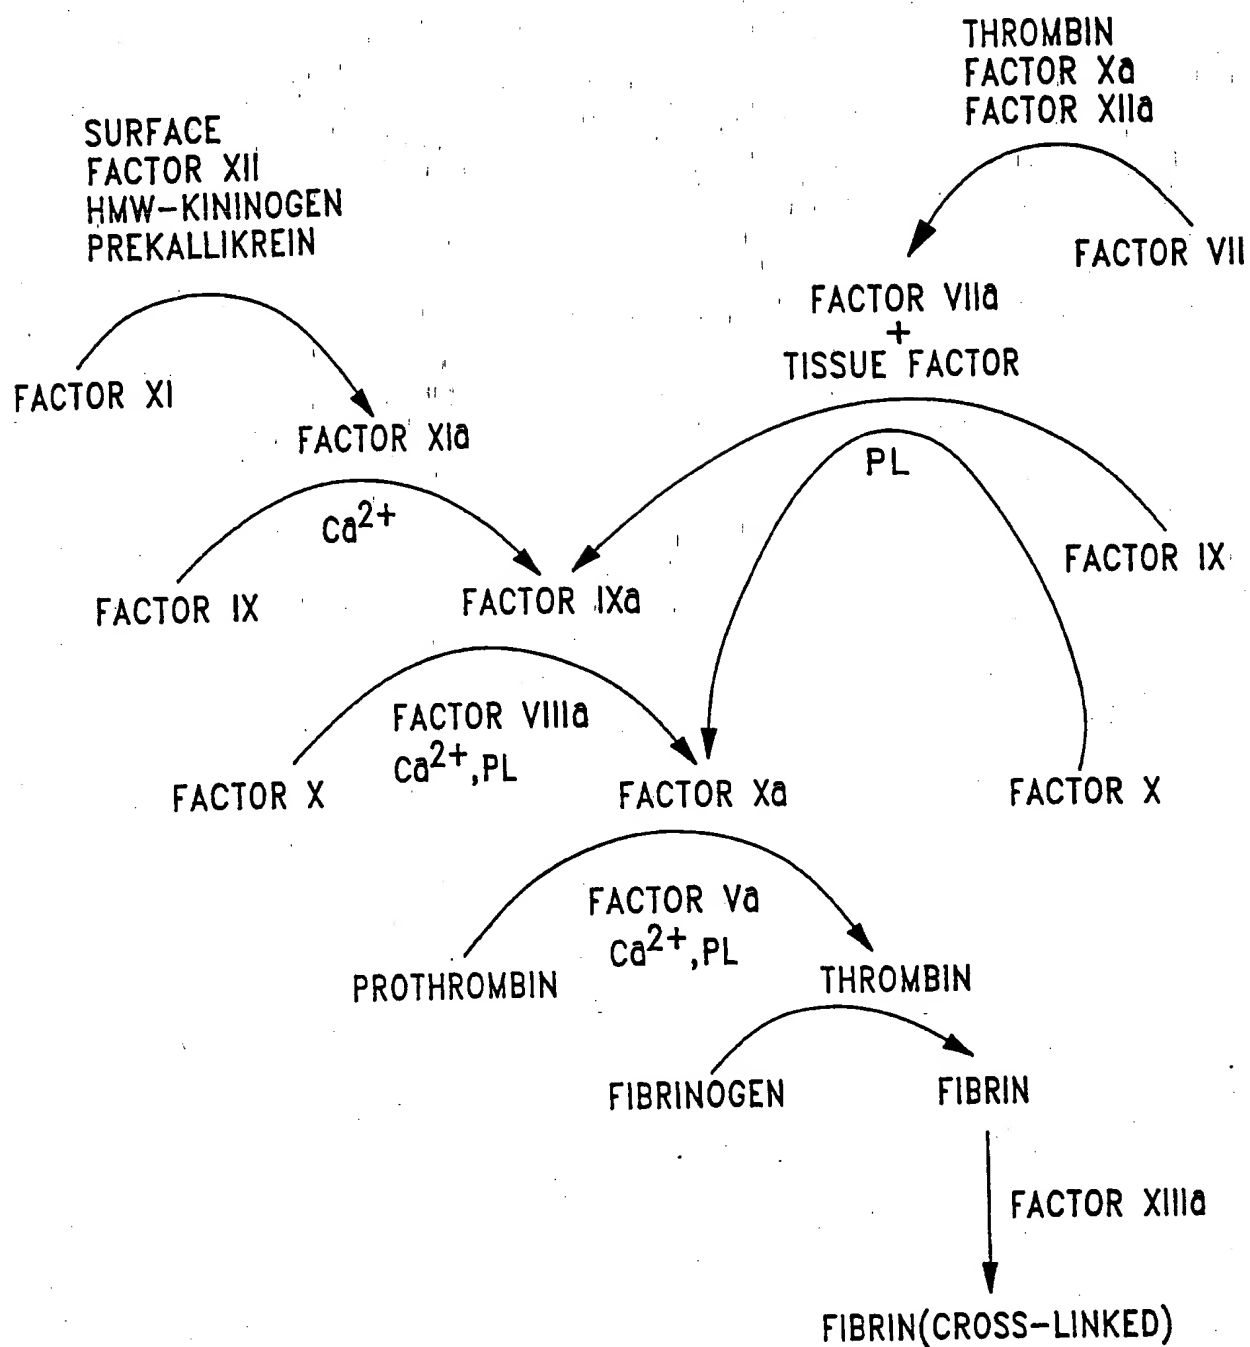 THROMBIN
FACTOR Xa
FACTOR XIIa
SURFACE
FACTOR XII
HMW-KININOGEN
PREKALLIKREIN
FACTOR VII
FACTOR VIIa
+
TISSUE FACTOR
FACTOR XI
FACTOR XIa
PL
Ca2+
FACTOR IX
FACTOR IX
FACTOR IXa
FACTOR VIIIa
Ca2+,PL
FACTOR X
FACTOR Xa
FACTOR X
FACTOR Va
Ca2+,PL
PROTHROMBIN
THROMBIN
FIBRINOGEN
FIBRIN
FACTOR XIIIa
FIBRIN(CROSS-LINKED)